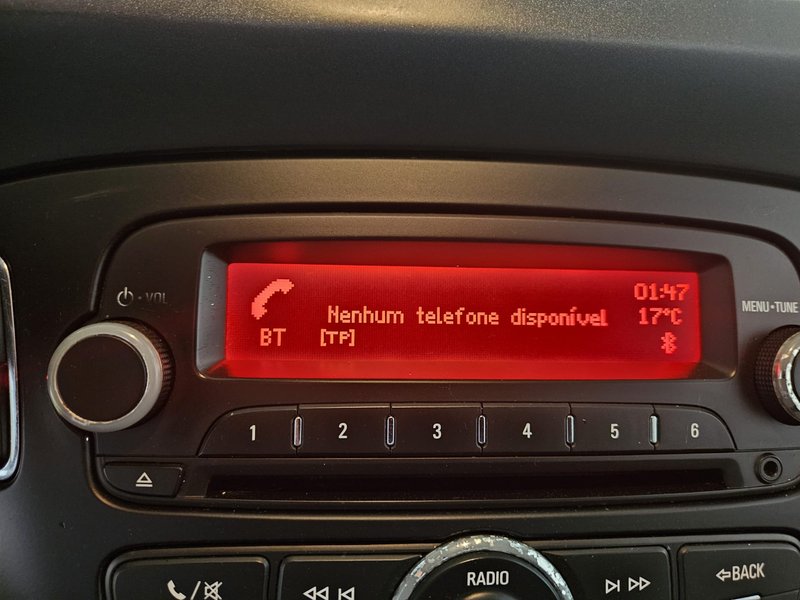 VOL
MENU•TUNE
01:47
Nenhum telefone disponível
17°C
BT
[TP]
1 2 3 4 5 6
RADIO
BACK